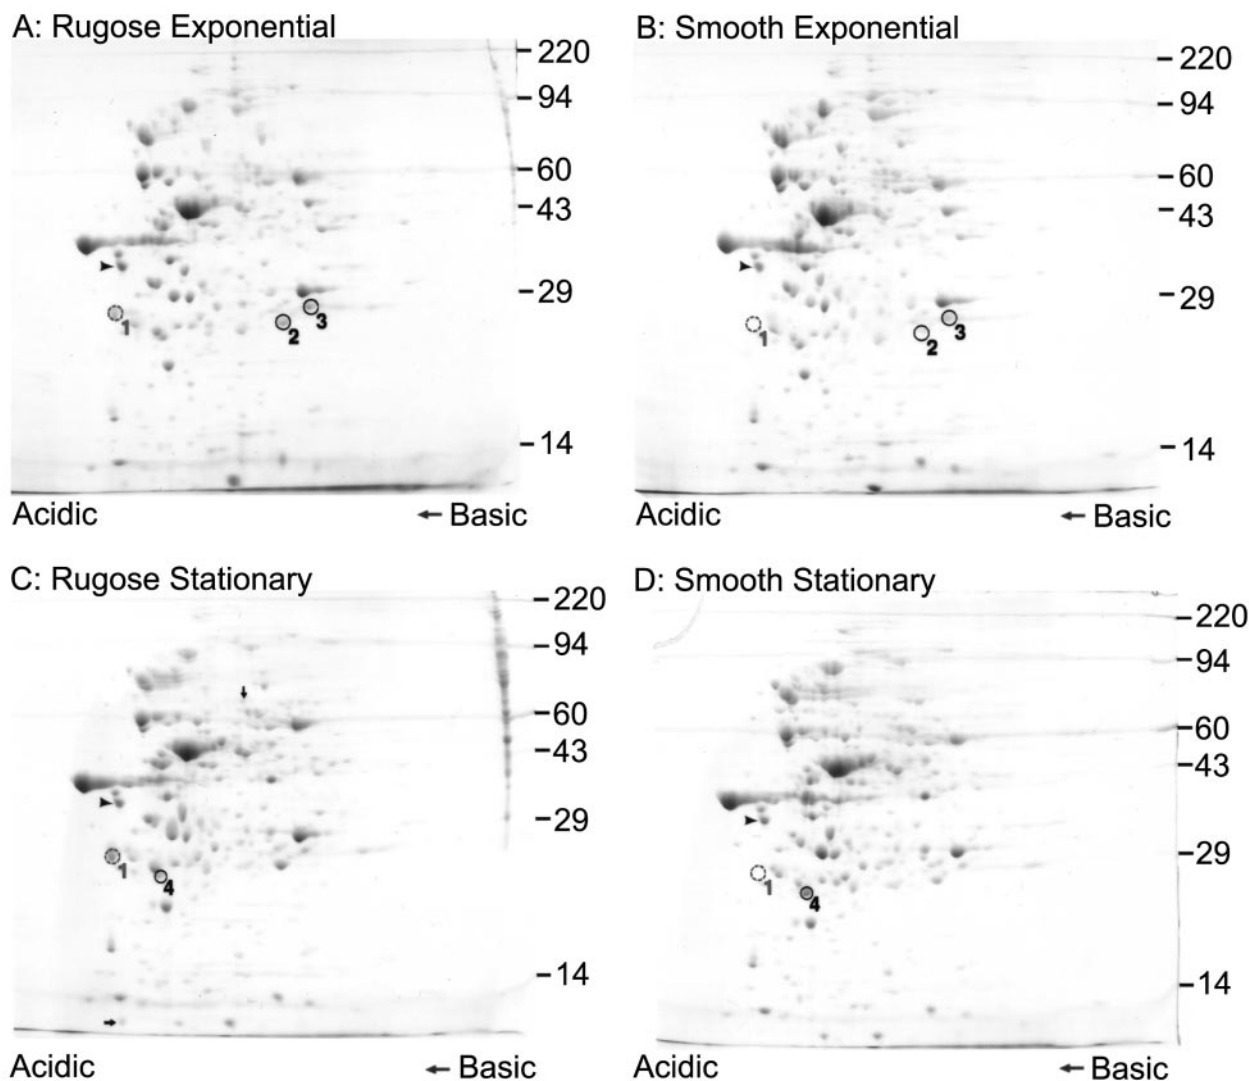 A: Rugose Exponential
220
94
60
43
29
14
1
2
3
Acidic
← Basic
B: Smooth Exponential
220
94
60
43
29
14
1
2
3
Acidic
← Basic
C: Rugose Stationary
220
94
60
43
29
14
1
4
Acidic
← Basic
D: Smooth Stationary
220
94
60
43
29
14
1
4
Acidic
← Basic